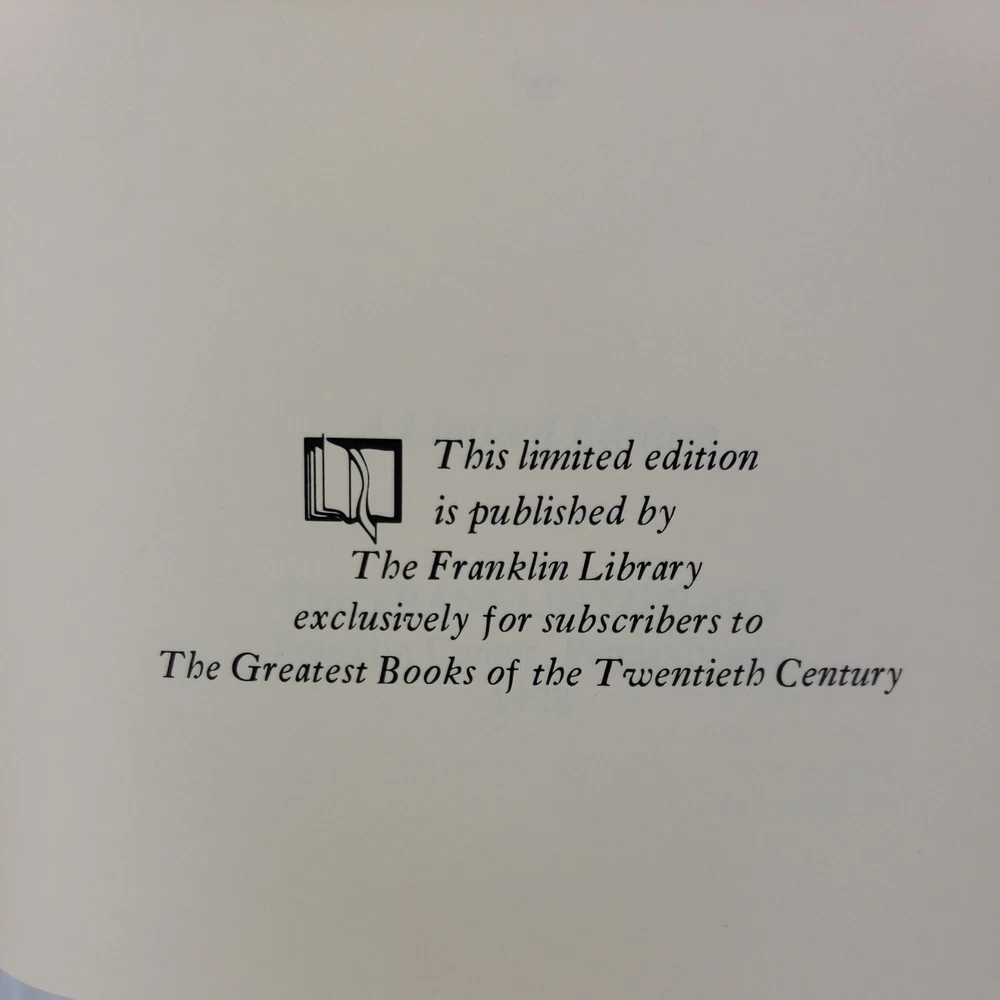 This limited edition
is published by
The Franklin Library
exclusively for subscribers to
The Greatest Books of the Twentieth Century